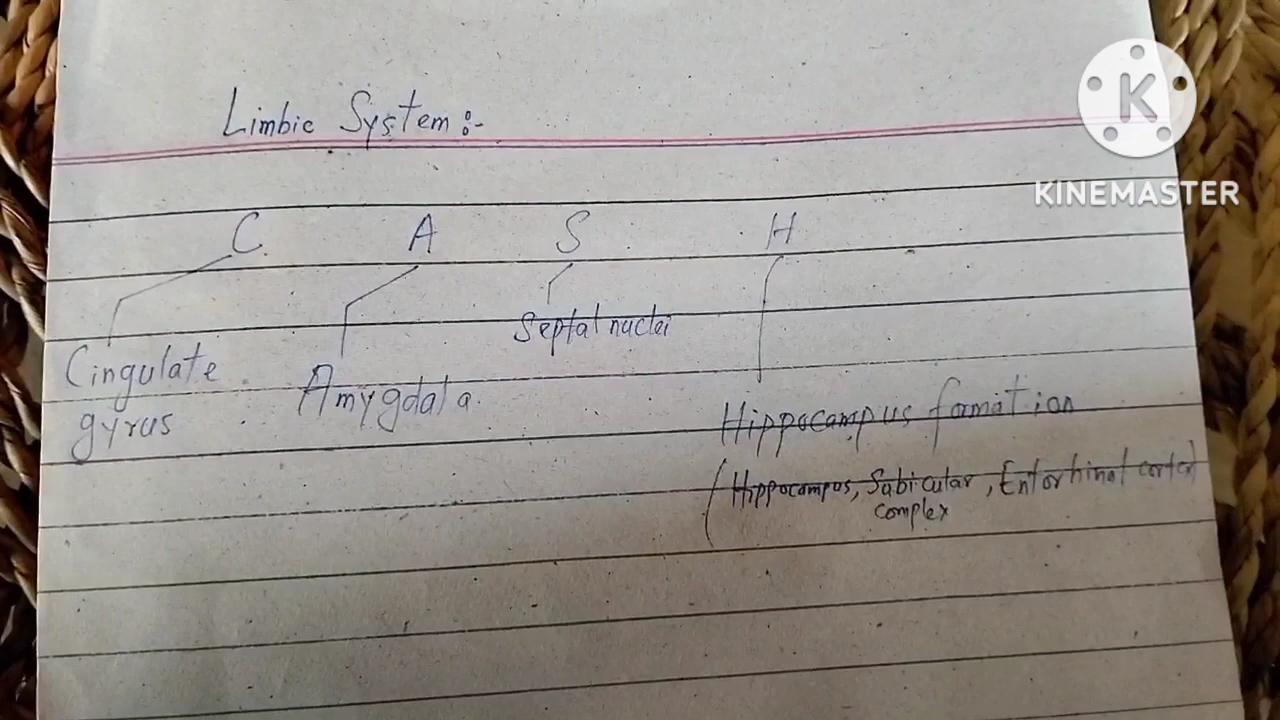 Limbic System :-
C A S H
Septal nuclei
Cingulate
gyrus
Amygdala
Hippocampus formation
(Hippocampus, Subicular, Entorhinal cortex
complex
K
KINEMASTER